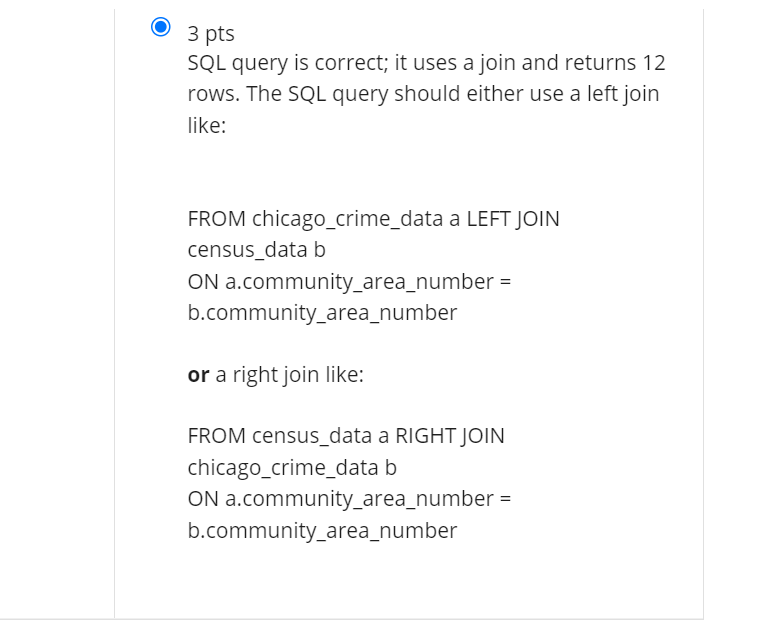 3 pts
SQL query is correct; it uses a join and returns 12
rows. The SQL query should either use a left join
like:
FROM chicago_crime_data a LEFT JOIN
census_data b
ON a.community_area_number =
b.community_area_number
or a right join like:
FROM census_data a RIGHT JOIN
chicago_crime_data b
ON a.community_area_number =
b.community_area_number